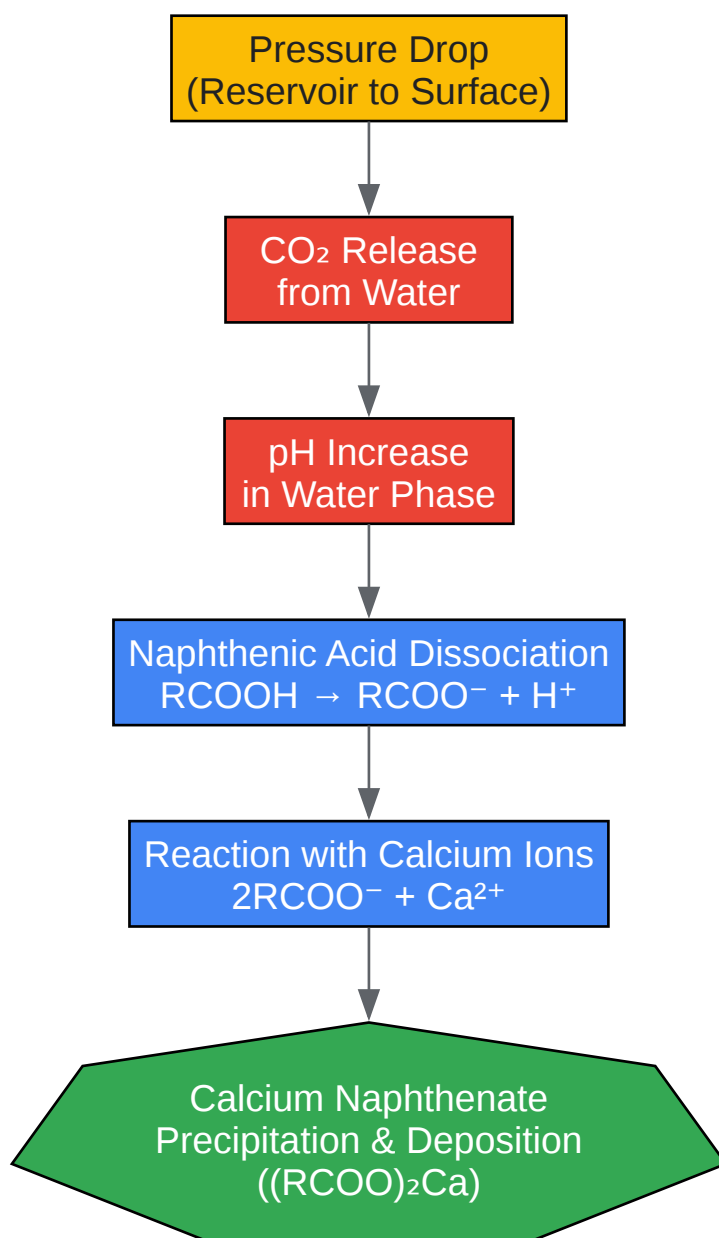 Pressure Drop
(Reservoir to Surface)
CO₂ Release
from Water
pH Increase
in Water Phase
Naphthenic Acid Dissociation
RCOOH → RCOO⁻ + H⁺
Reaction with Calcium Ions
2RCOO⁻ + Ca²⁺
Calcium Naphthenate
Precipitation & Deposition
((RCOO)₂Ca)